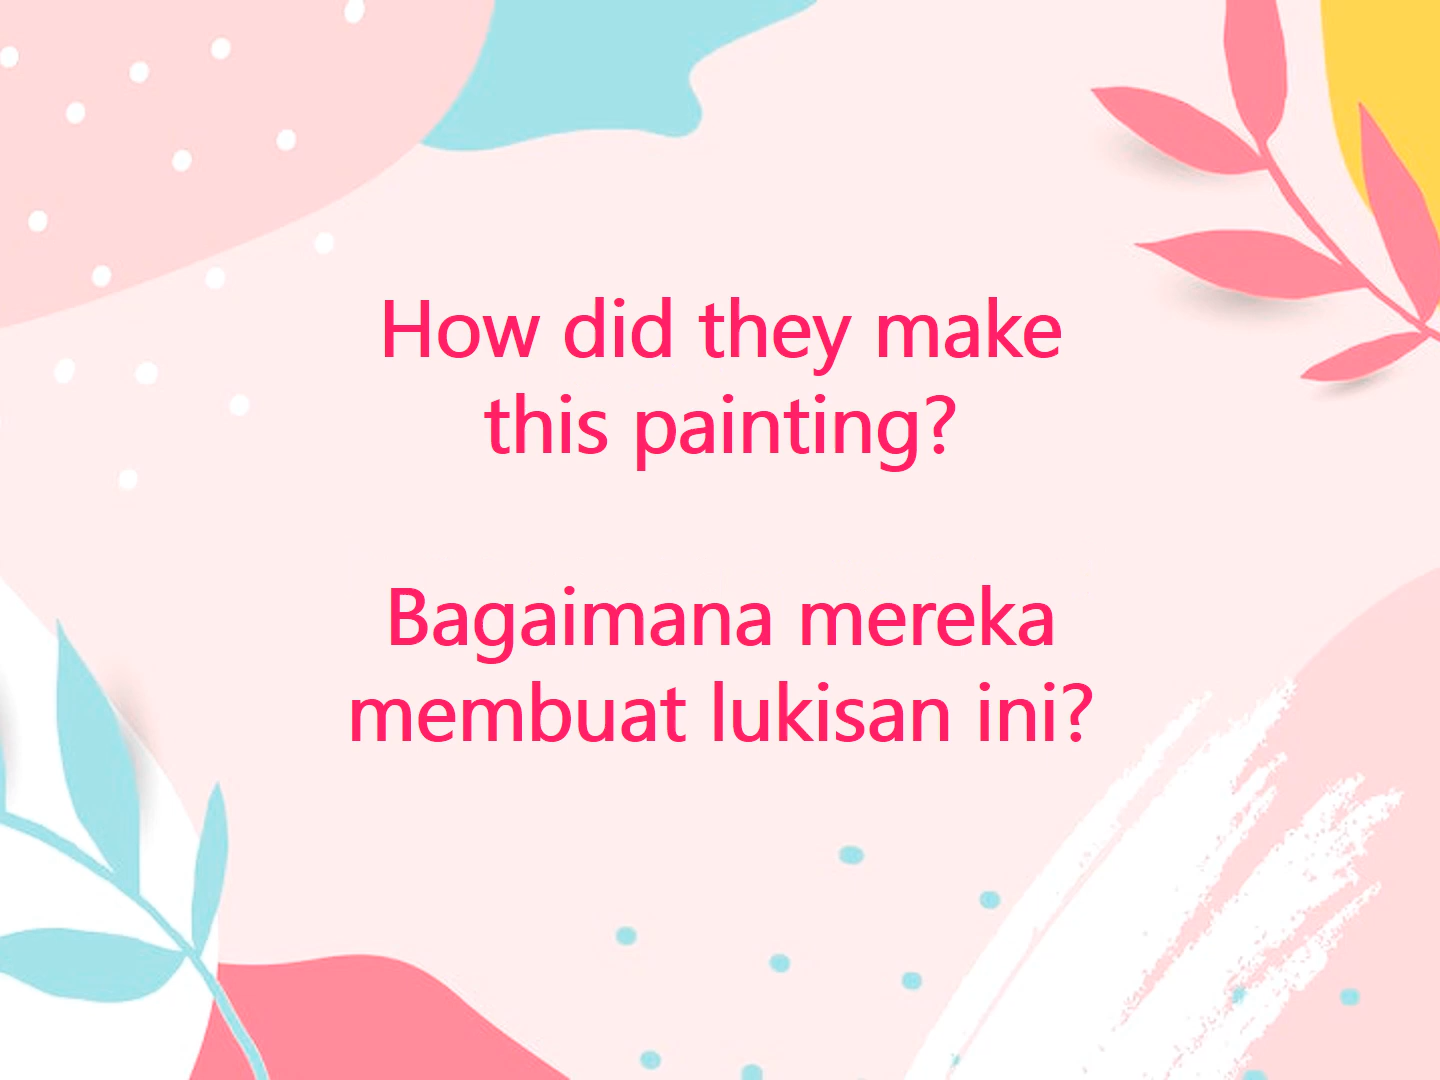 How did they make
this painting?
Bagaimana mereka
membuat lukisan ini?